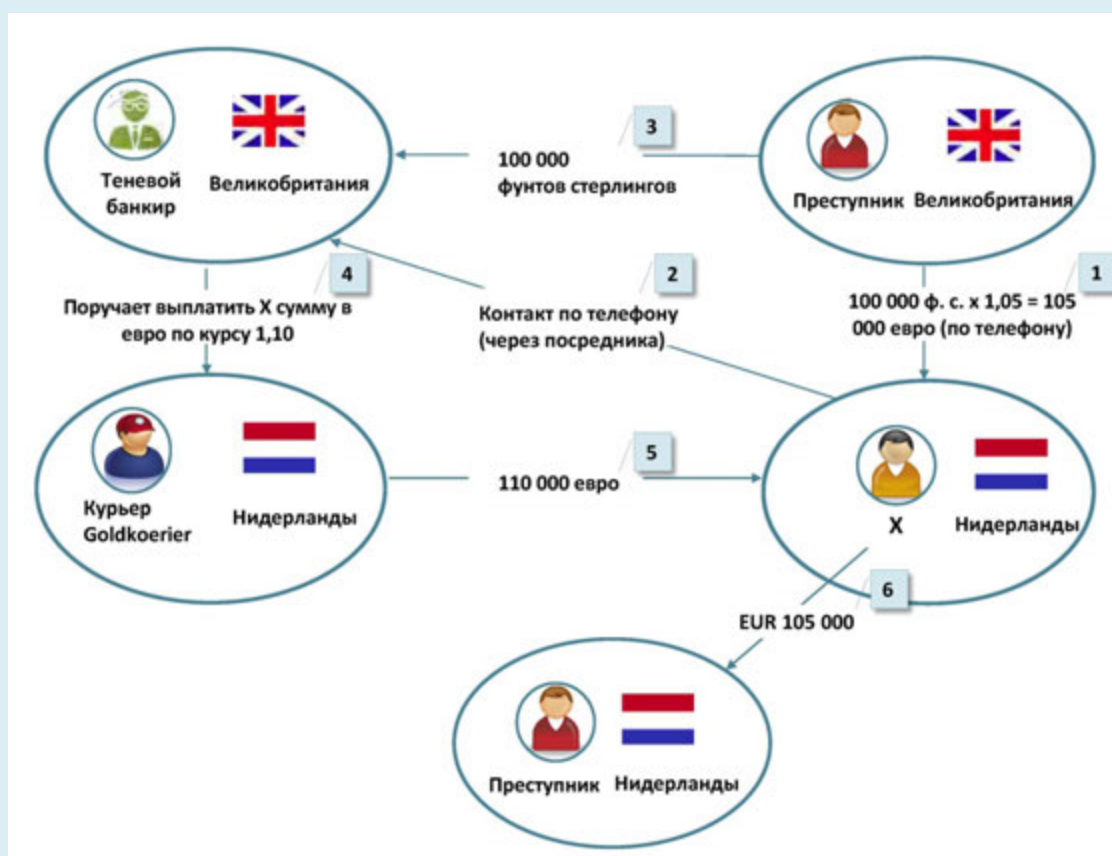 Теневой
банкир
Великобритания
3
100 000
фунтов стерлингов
Преступник
Великобритания
4
Поручает выплатить X сумму в
евро по курсу 1,10
2
Контакт по телефону
(через посредника)
1
100 000 ф. с. x 1,05 = 105
000 евро (по телефону)
Курьер
Goldkoerier
Нидерланды
5
110 000 евро
X
Нидерланды
6
EUR 105 000
Преступник
Нидерланды